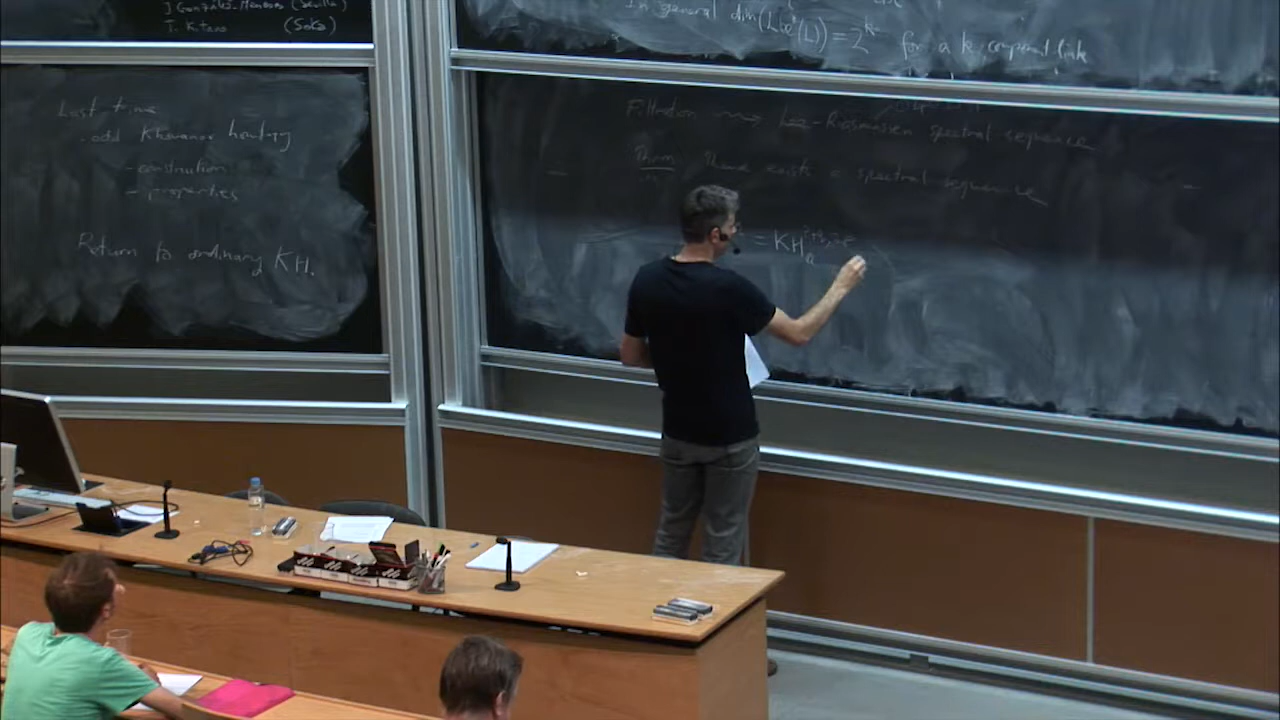 J González-Meneses (Sevilla)
T. Kitano (Soka)
Last time
. odd Khovanov homology
- construction
- properties
Return to ordinary KH.
In general dim(Lee*(L)) = 2^k for a k component link
Filtration ⟿ Lee-Rasmussen spectral sequence
Thm There exists a spectral sequence
= KH